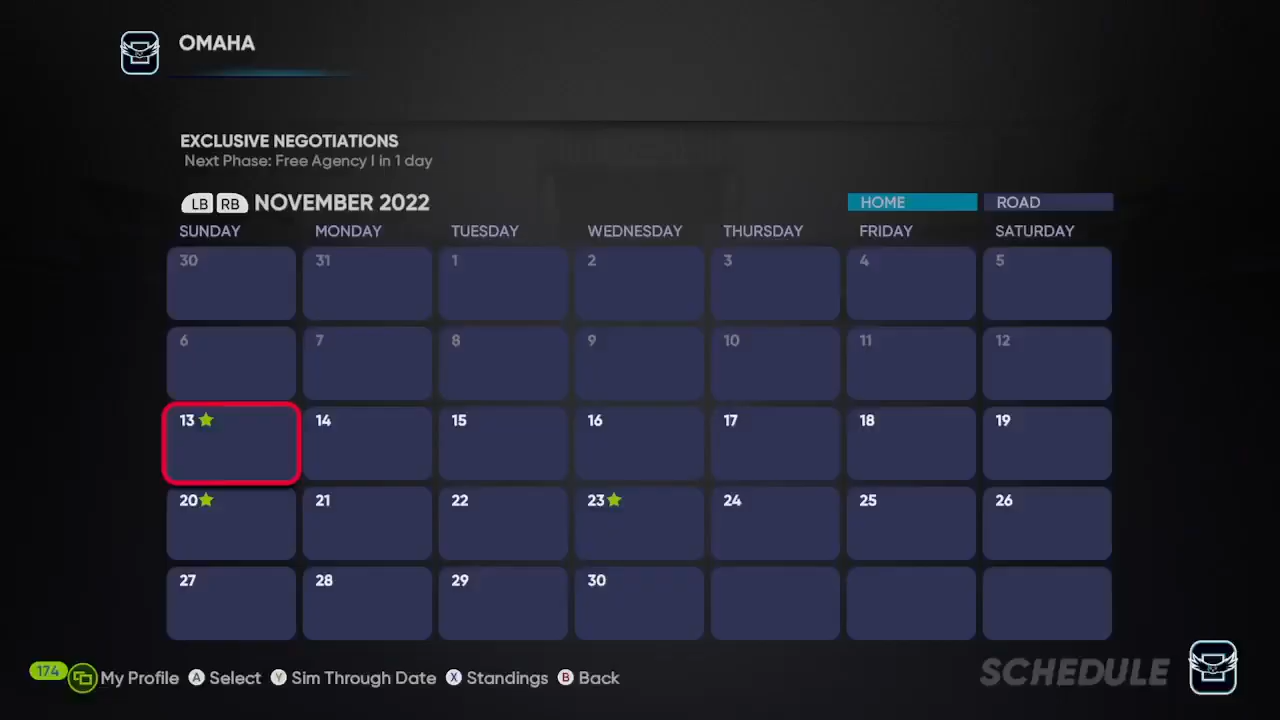 OMAHA
EXCLUSIVE NEGOTIATIONS
Next Phase: Free Agency I in 1 day
LB RB NOVEMBER 2022 HOME ROAD
SUNDAY MONDAY TUESDAY WEDNESDAY THURSDAY FRIDAY SATURDAY
30 31 1 2 3 4 5
6 7 8 9 10 11 12
13 14 15 16 17 18 19
20 21 22 23 24 25 26
27 28 29 30
174 My Profile A Select Y Sim Through Date X Standings B Back SCHEDULE